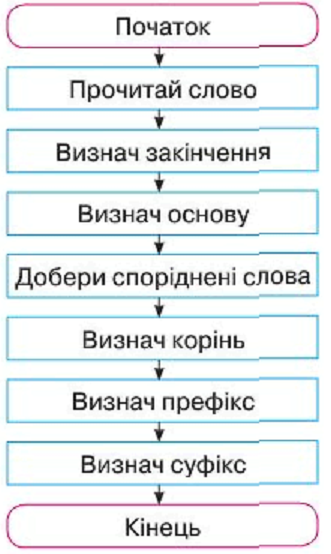 Початок
Прочитай слово
Визнач закінчення
Визнач основу
Добери споріднені слова
Визнач корінь
Визнач префікс
Визнач суфікс
Кінець